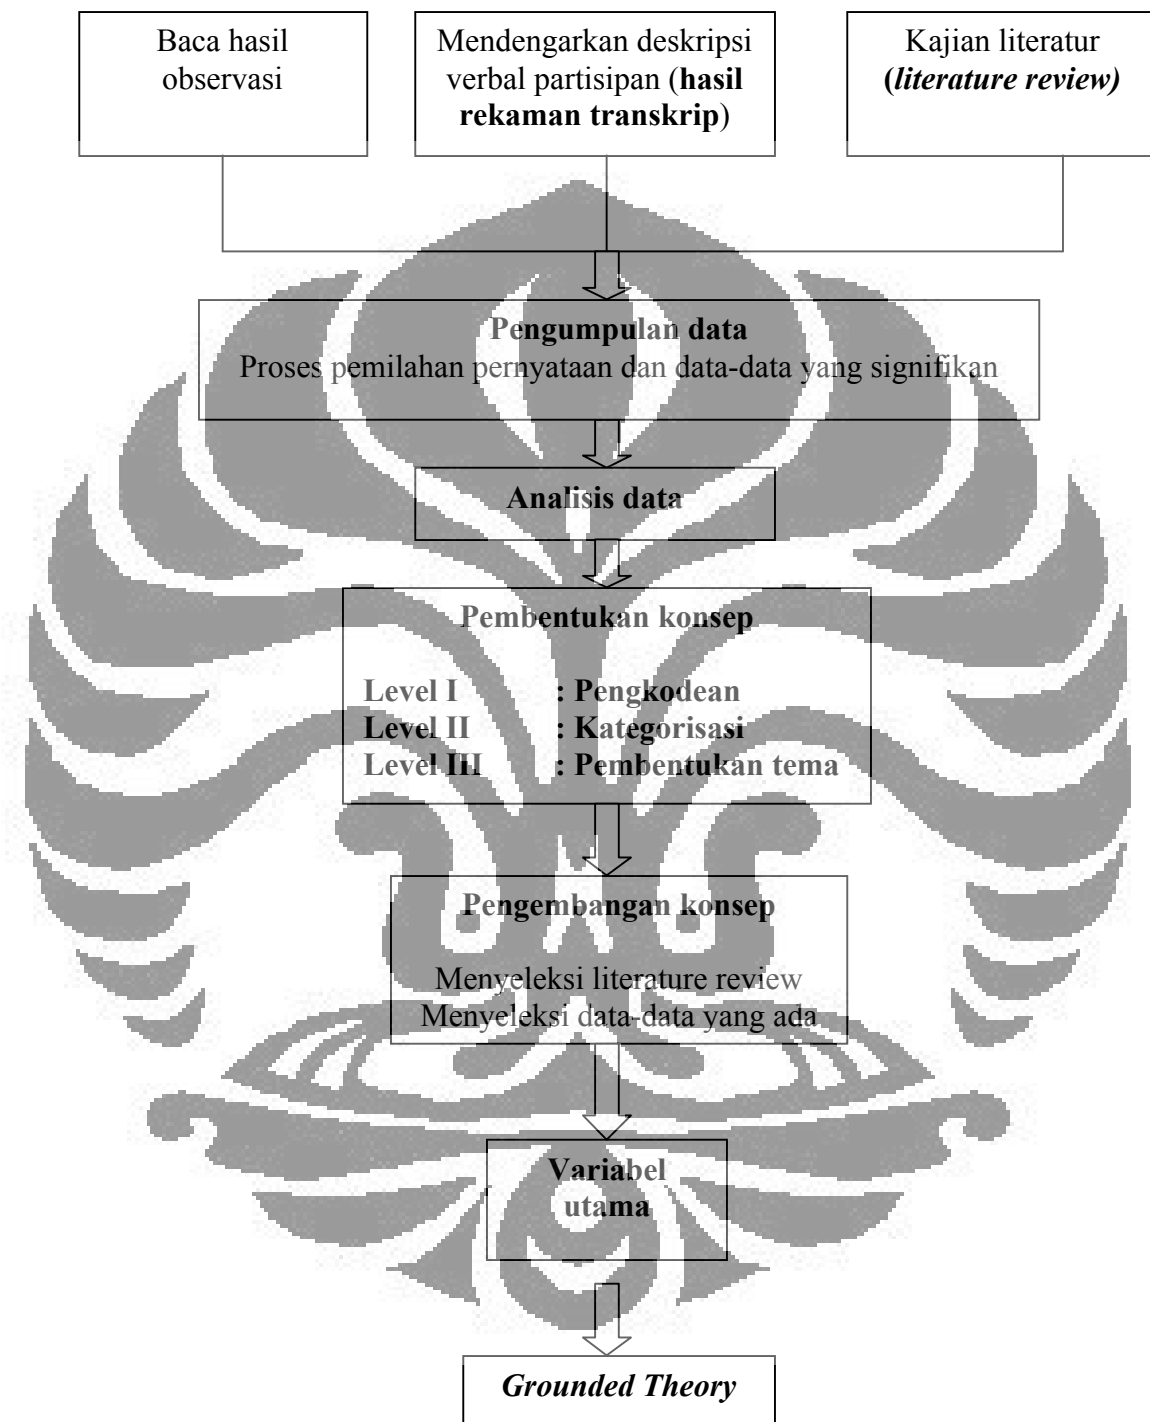 Baca hasil
observasi
Mendengarkan deskripsi
verbal partisipan (hasil
rekaman transkrip)
Kajian literatur
(literature review)
Pengumpulan data
Proses pemilahan pernyataan dan data-data yang signifikan
Analisis data
Pembentukan konsep
Level I : Pengkodean
Level II : Kategorisasi
Level III : Pembentukan tema
Pengembangan konsep
Menyeleksi literature review
Menyeleksi data-data yang ada
Variabel
utama
Grounded Theory